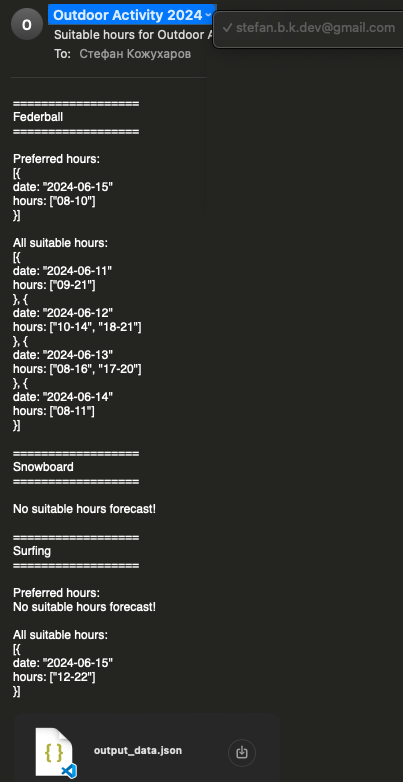 O
Outdoor Activity 2024
✓ stefan.b.k.dev@gmail.com
Suitable hours for Outdoor A
To: Стефан Кожухаров
==================
Federball
==================
Preferred hours:
[{
date: "2024-06-15"
hours: ["08-10"]
}]
All suitable hours:
[{
date: "2024-06-11"
hours: ["09-21"]
}, {
date: "2024-06-12"
hours: ["10-14", "18-21"]
}, {
date: "2024-06-13"
hours: ["08-16", "17-20"]
}, {
date: "2024-06-14"
hours: ["08-11"]
}]
==================
Snowboard
==================
No suitable hours forecast!
==================
Surfing
==================
Preferred hours:
No suitable hours forecast!
All suitable hours:
[{
date: "2024-06-15"
hours: ["12-22"]
}]
{ }
output_data.json